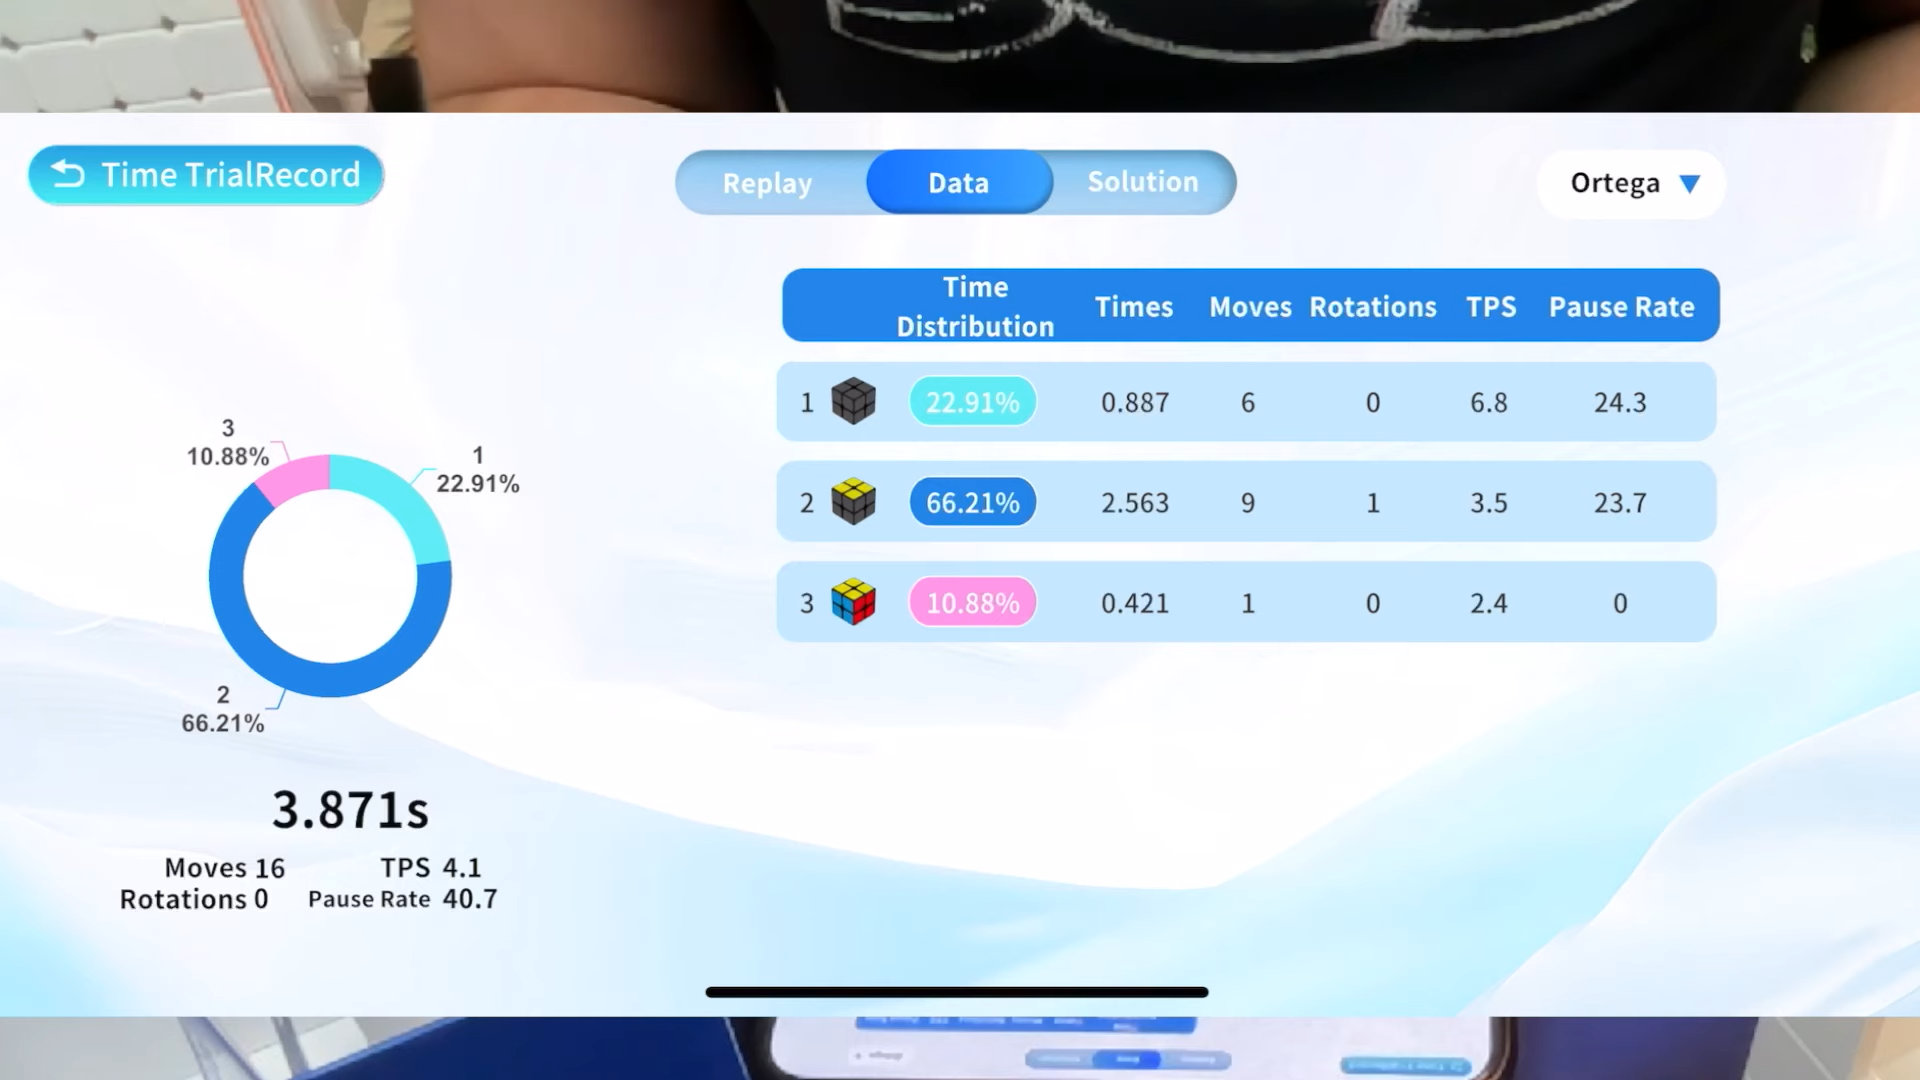 Time TrialRecord
Replay
Data
Solution
Ortega
Time Distribution Times Moves Rotations TPS Pause Rate
1 22.91% 0.887 6 0 6.8 24.3
2 66.21% 2.563 9 1 3.5 23.7
3 10.88% 0.421 1 0 2.4 0
3
10.88%
1
22.91%
2
66.21%
3.871s
Moves 16 TPS 4.1
Rotations 0 Pause Rate 40.7